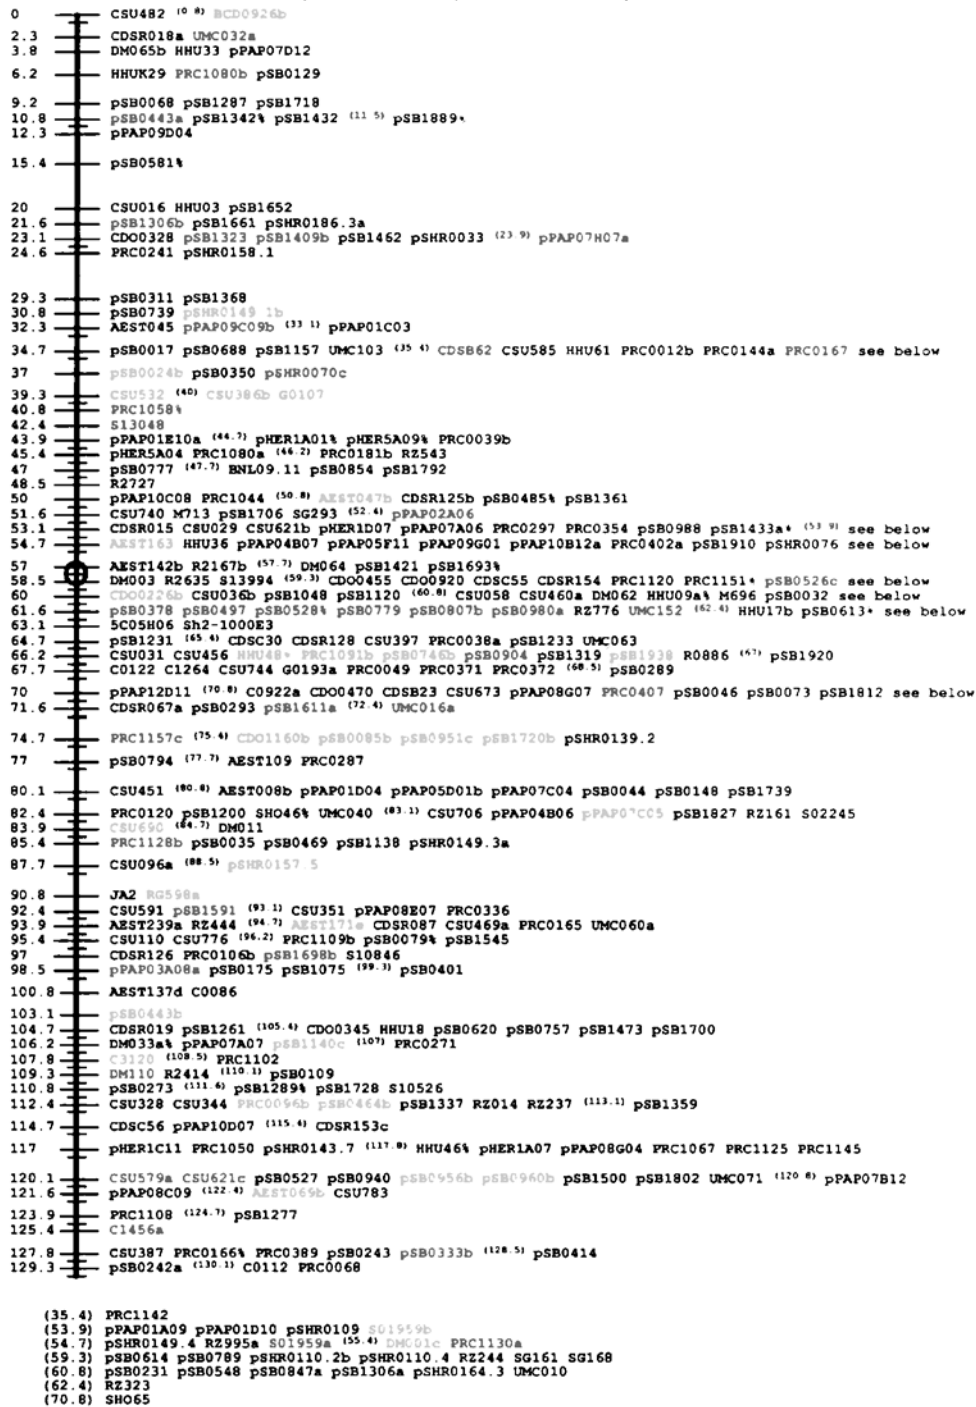 0 CSU482 (0.8) BCD0926b
2.3 CDSR018a UMC032a
3.8 DM065b HHU33 pPAP07D12
6.2 HHUK29 PRC1080b pSB0129
9.2 pSB0068 pSB1287 pSB1718
10.8 pSB0443a pSB1342% pSB1432 (11.5) pSB1889*
12.3 pPAP09D04
15.4 pSB0581%
20 CSU016 HHU03 pSB1652
21.6 pSB1306b pSB1661 pSHR0186.3a
23.1 CDO0328 pSB1323 pSB1409b pSB1462 pSHR0033 (23.9) pPAP07H07a
24.6 PRC0241 pSHR0158.1
29.3 pSB0311 pSB1368
30.8 pSB0739 pSHR0149.1b
32.3 AEST045 pPAP09C09b (33.1) pPAP01C03
34.7 pSB0017 pSB0688 pSB1157 UMC103 (35.4) CDSB62 CSU585 HHU61 PRC0012b PRC0144a PRC0167 see below
37 pSB0024b pSB0350 pSHR0070c
39.3 CSU532 (40) CSU386b G0107
40.8 PRC1058%
42.4 S13048
43.9 pPAP01E10a (44.7) pHER1A01% pHER5A09% PRC0039b
45.4 pHER5A04 PRC1080a (46.2) PRC0181b RZ543
47 pSB0777 (47.7) BNL09.11 pSB0854 pSB1792
48.5 R2727
50 pPAP10C08 PRC1044 (50.8) AEST047b CDSR125b pSB0485% pSB1361
51.6 CSU740 M713 pSB1706 SG293 (52.4) pPAP02A06
53.1 CDSR015 CSU029 CSU621b pHER1D07 pPAP07A06 PRC0297 PRC0354 pSB0988 pSB1433a* (53.9) see below
54.7 AEST163 HHU36 pPAP04B07 pPAP05F11 pPAP09G01 pPAP10B12a PRC0402a pSB1910 pSHR0076 see below
57 AEST142b R2167b (57.7) DM064 pSB1421 pSB1693%
58.5 DM003 R2635 S13994 (59.3) CDO0455 CDO0920 CDSC55 CDSR154 PRC1120 PRC1151* pSB0526c see below
60 CDO0226b CSU036b pSB1048 pSB1120 (60.8) CSU058 CSU460a DM062 HHU09a% M696 pSB0032 see below
61.6 pSB0378 pSB0497 pSB0528% pSB0779 pSB0807b pSB0980a RZ776 UMC152 (62.4) HHU17b pSB0613* see below
63.1 5C05H06 Sh2-1000E3
64.7 pSB1231 (65.4) CDSC30 CDSR128 CSU397 PRC0038a pSB1233 UMC063
66.2 CSU031 CSU456 HHU48* PRC1091b pSB0746b pSB0904 pSB1319 pSB1938 R0886 (67) pSB1920
67.7 C0122 C1264 CSU744 G0193a PRC0049 PRC0371 PRC0372 (68.5) pSB0289
70 pPAP12D11 (70.8) C0922a CDO0470 CDSB23 CSU673 pPAP08G07 PRC0407 pSB0046 pSB0073 pSB1812 see below
71.6 CDSR067a pSB0293 pSB1611a (72.4) UMC016a
74.7 PRC1157c (75.4) CDO1160b pSB0085b pSB0951c pSB1720b pSHR0139.2
77 pSB0794 (77.7) AEST109 PRC0287
80.1 CSU451 (80.8) AEST008b pPAP01D04 pPAP05D01b pPAP07C04 pSB0044 pSB0148 pSB1739
82.4 PRC0120 pSB1200 SHO46% UMC040 (83.1) CSU706 pPAP04B06 pPAP07C05 pSB1827 RZ161 S02245
83.9 CSU690 (84.7) DM011
85.4 PRC1128b pSB0035 pSB0469 pSB1138 pSHR0149.3a
87.7 CSU096a (88.5) pSHR0157.5
90.8 JA2 RG598a
92.4 CSU591 pSB1591 (93.1) CSU351 pPAP08E07 PRC0336
93.9 AEST239a RZ444 (94.7) AEST171e CDSR087 CSU469a PRC0165 UMC060a
95.4 CSU110 CSU776 (96.2) PRC1109b pSB0079% pSB1545
97 CDSR126 PRC0106b pSB1698b S10846
98.5 pPAP03A08a pSB0175 pSB1075 (99.3) pSB0401
100.8 AEST137d C0086
103.1 pSB0443b
104.7 CDSR019 pSB1261 (105.4) CDO0345 HHU18 pSB0620 pSB0757 pSB1473 pSB1700
106.2 DM033a% pPAP07A07 pSB1140c (107) PRC0271
107.8 C3120 (108.5) PRC1102
109.3 DM110 R2414 (110.1) pSB0109
110.8 pSB0273 (111.6) pSB1289% pSB1728 S10526
112.4 CSU328 CSU344 PRC0096b pSB0464b pSB1337 RZ014 RZ237 (113.1) pSB1359
114.7 CDSC56 pPAP10D07 (115.4) CDSR153c
117 pHER1C11 PRC1050 pSHR0143.7 (117.8) HHU46% pHER1A07 pPAP08G04 PRC1067 PRC1125 PRC1145
120.1 CSU579a CSU621c pSB0527 pSB0940 pSB0956b pSB0960b pSB1500 pSB1802 UMC071 (120.8) pPAP07B12
121.6 pPAP08C09 (122.4) AEST069b CSU783
123.9 PRC1108 (124.7) pSB1277
125.4 C1456a
127.8 CSU387 PRC0166% PRC0389 pSB0243 pSB0333b (128.5) pSB0414
129.3 pSB0242a (130.1) C0112 PRC0068
(35.4) PRC1142
(53.9) pPAP01A09 pPAP01D10 pSHR0109 S01959b
(54.7) pSHR0149.4 RZ995a S01959a (55.4) DM001c PRC1130a
(59.3) pSB0614 pSB0789 pSHR0110.2b pSHR0110.4 RZ244 SG161 SG168
(60.8) pSB0231 pSB0548 pSB0847a pSB1306a pSHR0164.3 UMC010
(62.4) RZ323
(70.8) SHO65